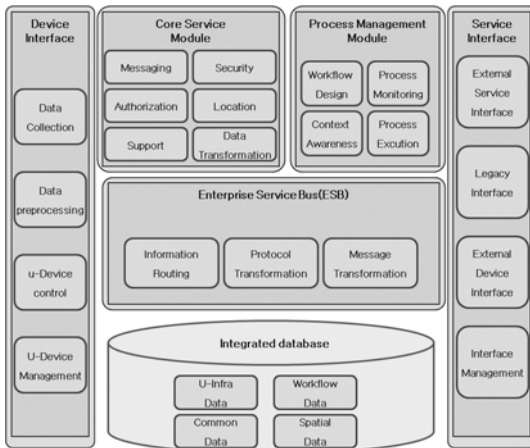 Device
Interface
Data
Collection
Data
preprocessing
u-Device
control
U-Device
Management
Core Service
Module
Messaging
Security
Authorization
Location
Support
Data
Transformation
Process Management
Module
Workflow
Design
Process
Monitoring
Context
Awareness
Process
Excution
Enterprise Service Bus(ESB)
Information
Routing
Protocol
Transformation
Message
Transformation
Integrated database
U-Infra
Data
Workflow
Data
Common
Data
Spatial
Data
Service
Interface
External
Service
Interface
Legacy
Interface
External
Device
Interface
Interface
Management